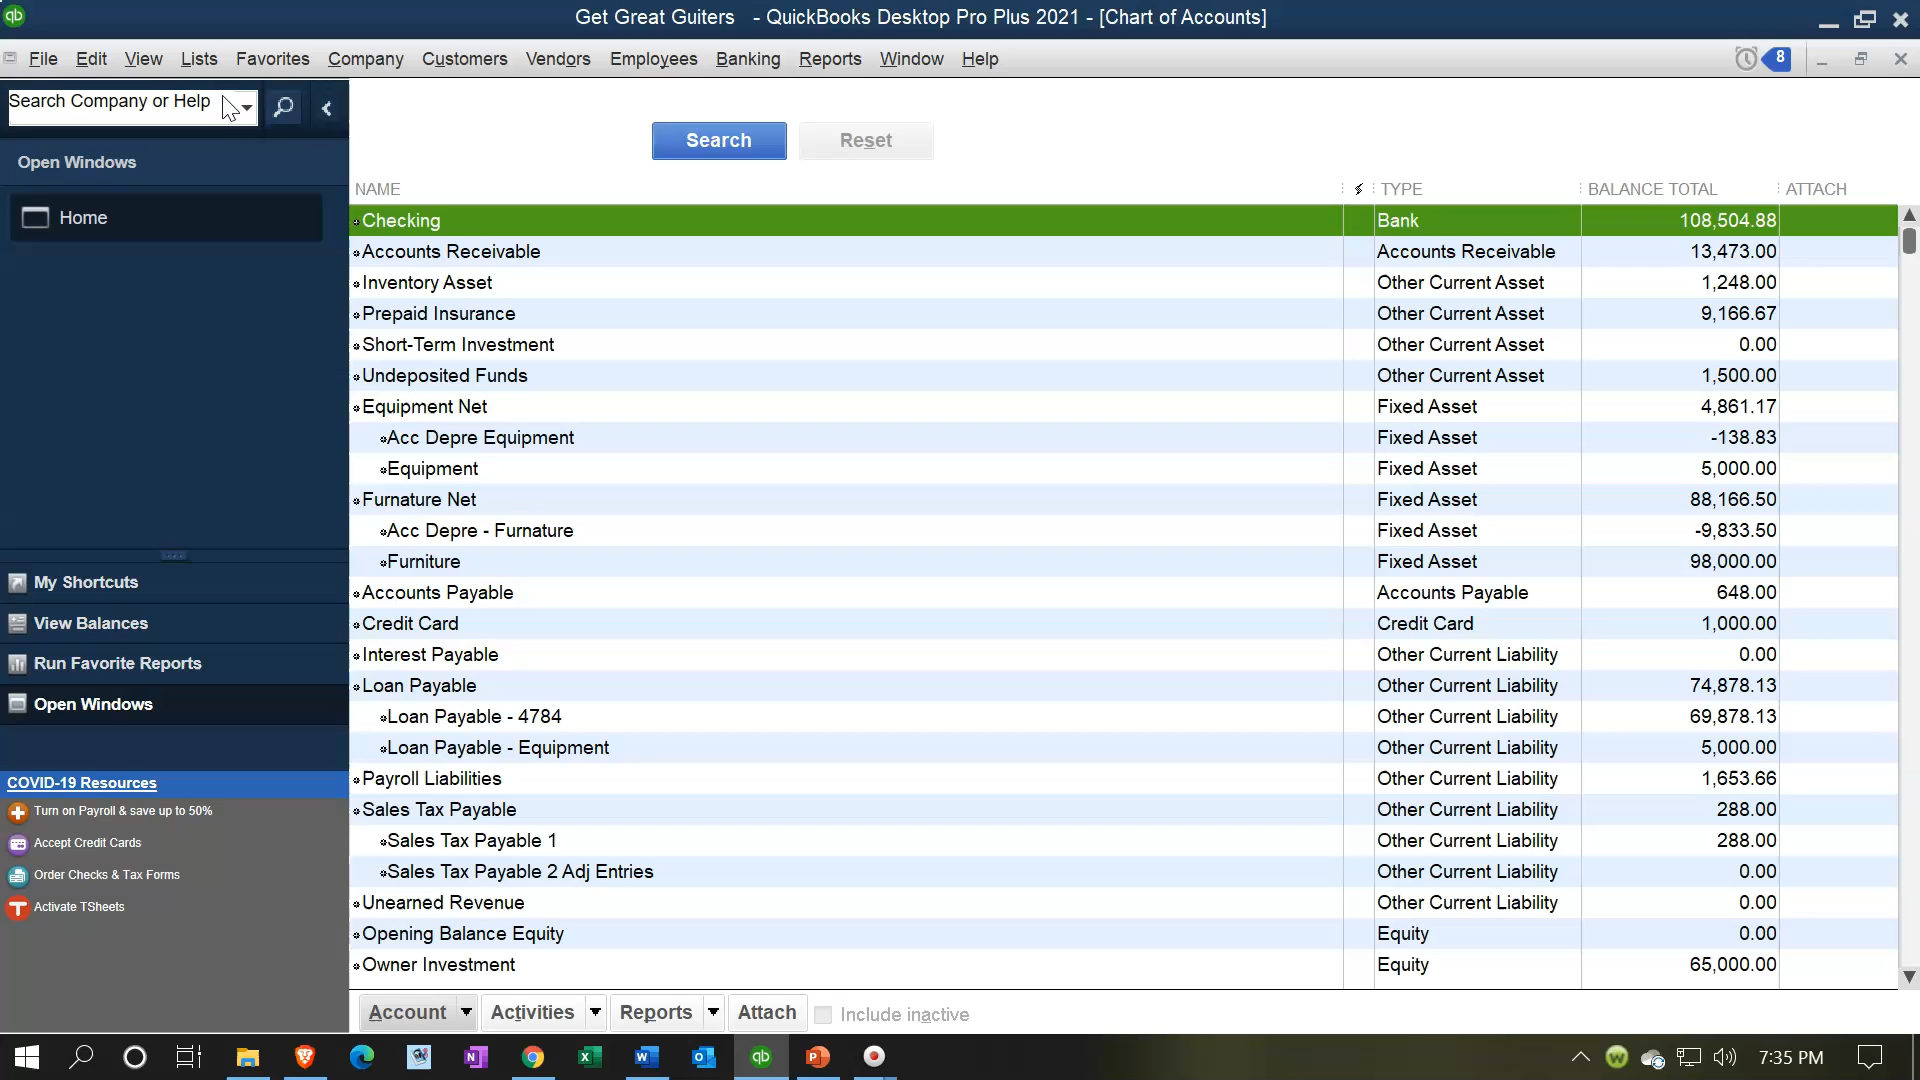 qb
Get Great Guiters - QuickBooks Desktop Pro Plus 2021 - [Chart of Accounts]
File Edit View Lists Favorites Company Customers Vendors Employees Banking Reports Window Help
8
Search Company or Help
Search Reset
Open Windows
NAME TYPE BALANCE TOTAL ATTACH
Home
Checking Bank 108,504.88
Accounts Receivable Accounts Receivable 13,473.00
Inventory Asset Other Current Asset 1,248.00
Prepaid Insurance Other Current Asset 9,166.67
Short-Term Investment Other Current Asset 0.00
Undeposited Funds Other Current Asset 1,500.00
Equipment Net Fixed Asset 4,861.17
Acc Depre Equipment Fixed Asset -138.83
Equipment Fixed Asset 5,000.00
Furnature Net Fixed Asset 88,166.50
Acc Depre - Furnature Fixed Asset -9,833.50
Furniture Fixed Asset 98,000.00
Accounts Payable Accounts Payable 648.00
Credit Card Credit Card 1,000.00
Interest Payable Other Current Liability 0.00
Loan Payable Other Current Liability 74,878.13
Loan Payable - 4784 Other Current Liability 69,878.13
Loan Payable - Equipment Other Current Liability 5,000.00
Payroll Liabilities Other Current Liability 1,653.66
Sales Tax Payable Other Current Liability 288.00
Sales Tax Payable 1 Other Current Liability 288.00
Sales Tax Payable 2 Adj Entries Other Current Liability 0.00
Unearned Revenue Other Current Liability 0.00
Opening Balance Equity Equity 0.00
Owner Investment Equity 65,000.00
My Shortcuts
View Balances
Run Favorite Reports
Open Windows
COVID-19 Resources
Turn on Payroll & save up to 50%
Accept Credit Cards
Order Checks & Tax Forms
Activate TSheets
Account Activities Reports Attach Include inactive
7:35 PM